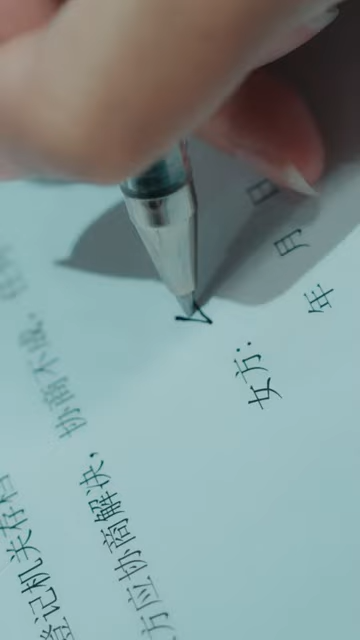 登记机关存档
方应协商解决，协商不成，
女方：
年 月 日